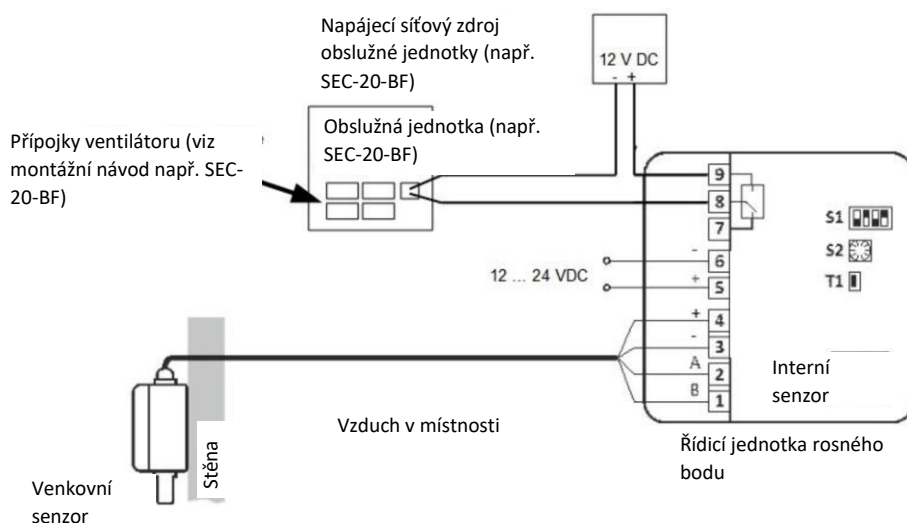 Napájecí síťový zdroj
obslužné jednotky (např.
SEC-20-BF)
12 V DC
- +
Přípojky ventilátoru (viz
montážní návod např. SEC-
20-BF)
Obslužná jednotka (např.
SEC-20-BF)
9
8
7
- 6
+ 5
12 ... 24 VDC
+ 4
- 3
A 2
B 1
S1
S2
T1
Interní
senzor
Vzduch v místnosti
Řídicí jednotka rosného
bodu
Stěna
Venkovní
senzor